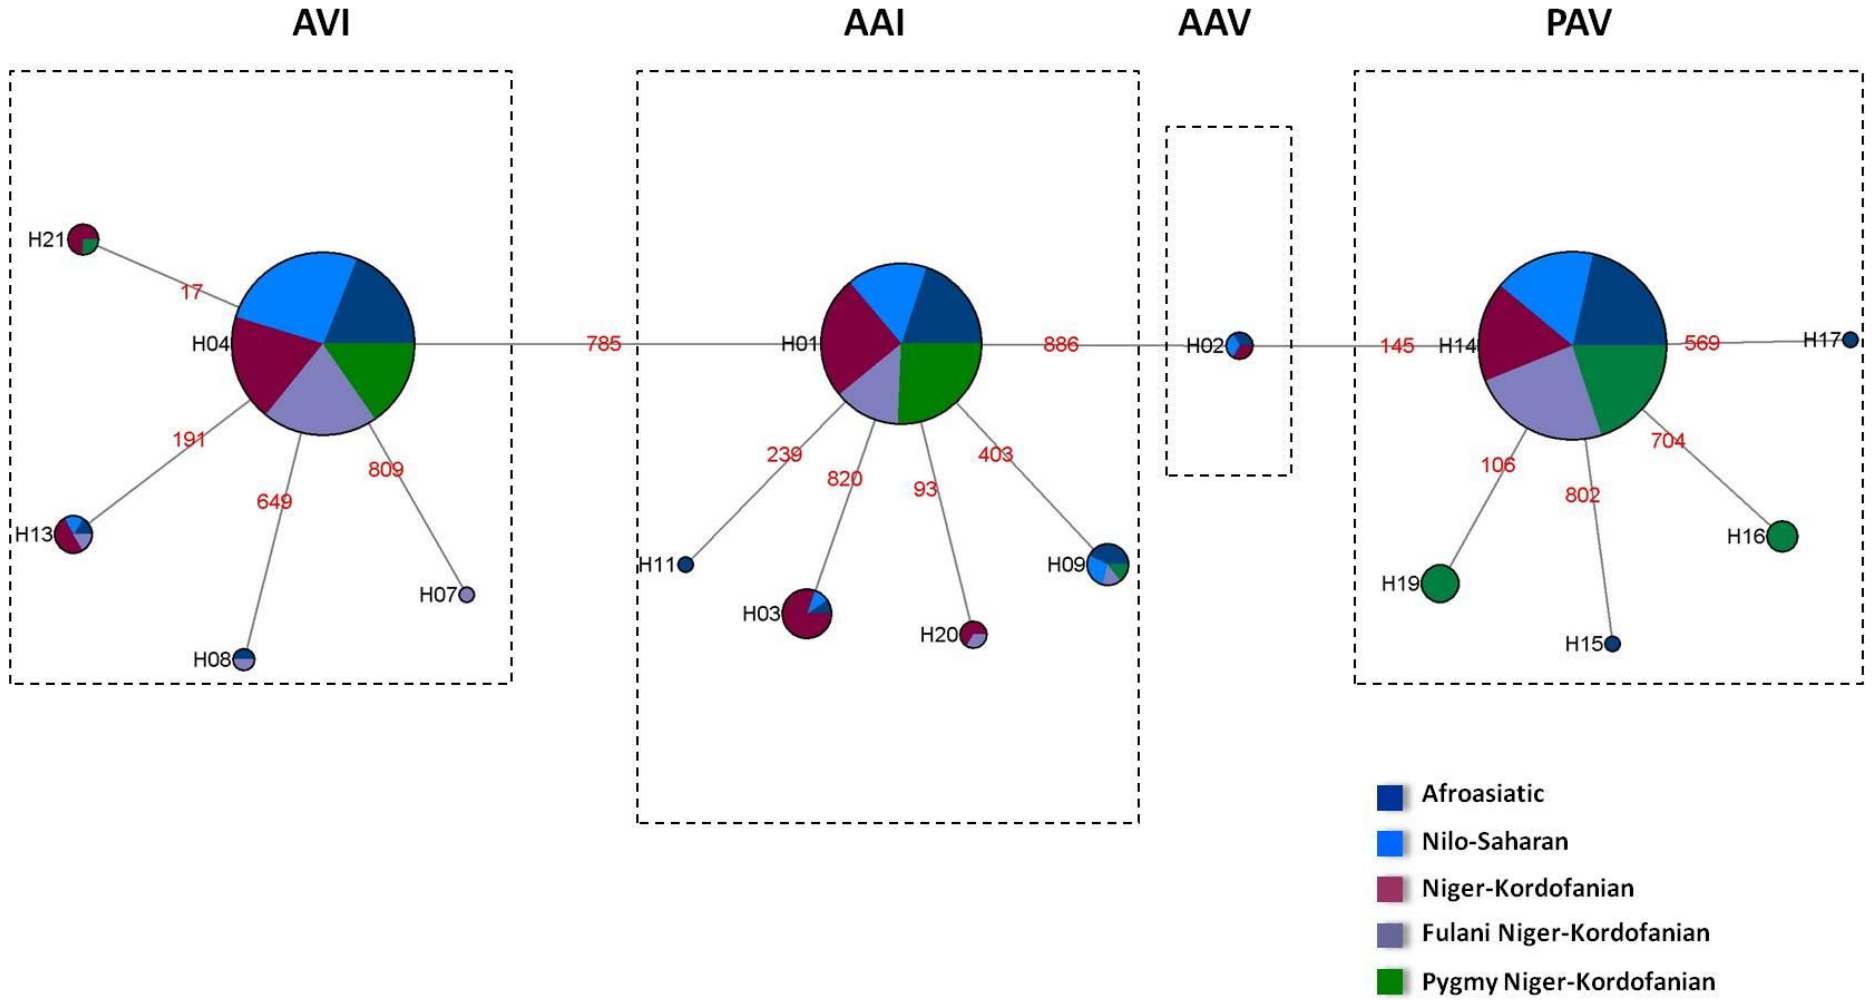 AVI
AAI
AAV
PAV
H21
17
H04
785
H01
886
H02
145
H14
569
H17
191
809
649
239
820
93
403
106
802
704
H13
H07
H08
H11
H03
H20
H09
H19
H15
H16
Afroasiatic
Nilo-Saharan
Niger-Kordofanian
Fulani Niger-Kordofanian
Pygmy Niger-Kordofanian